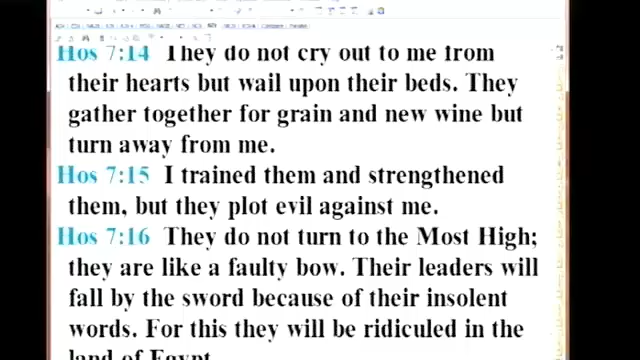 Hos 7:14 They do not cry out to me from
their hearts but wail upon their beds. They
gather together for grain and new wine but
turn away from me.
Hos 7:15 I trained them and strengthened
them, but they plot evil against me.
Hos 7:16 They do not turn to the Most High;
they are like a faulty bow. Their leaders will
fall by the sword because of their insolent
words. For this they will be ridiculed in the
land of Egypt